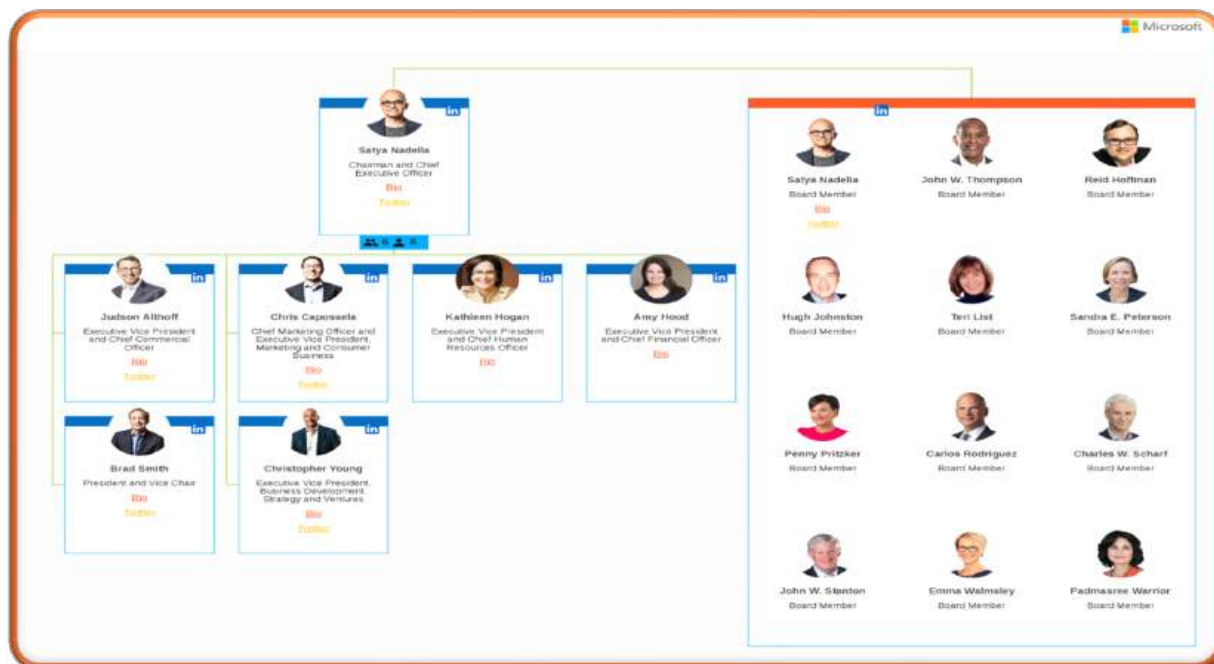 Microsoft
in
Satya Nadella
Chairman and Chief
Executive Officer
Bio
Twitter
6 6
in
Judson Althoff
Executive Vice President
and Chief Commercial
Officer
Bio
Twitter
in
Chris Capossela
Chief Marketing Officer and
Executive Vice President,
Marketing and Consumer
Business
Bio
Twitter
in
Kathleen Hogan
Executive Vice President
and Chief Human
Resources Officer
Bio
in
Amy Hood
Executive Vice President
and Chief Financial Officer
Bio
in
Brad Smith
President and Vice Chair
Bio
Twitter
in
Christopher Young
Executive Vice President,
Business Development,
Strategy and Ventures
Bio
Twitter
in
Satya Nadella
Board Member
Bio
Twitter
John W. Thompson
Board Member
Reid Hoffman
Board Member
Hugh Johnston
Board Member
Teri List
Board Member
Sandra E. Peterson
Board Member
Penny Pritzker
Board Member
Carlos Rodriguez
Board Member
Charles W. Scharf
Board Member
John W. Stanton
Board Member
Emma Walmsley
Board Member
Padmasree Warrior
Board Member